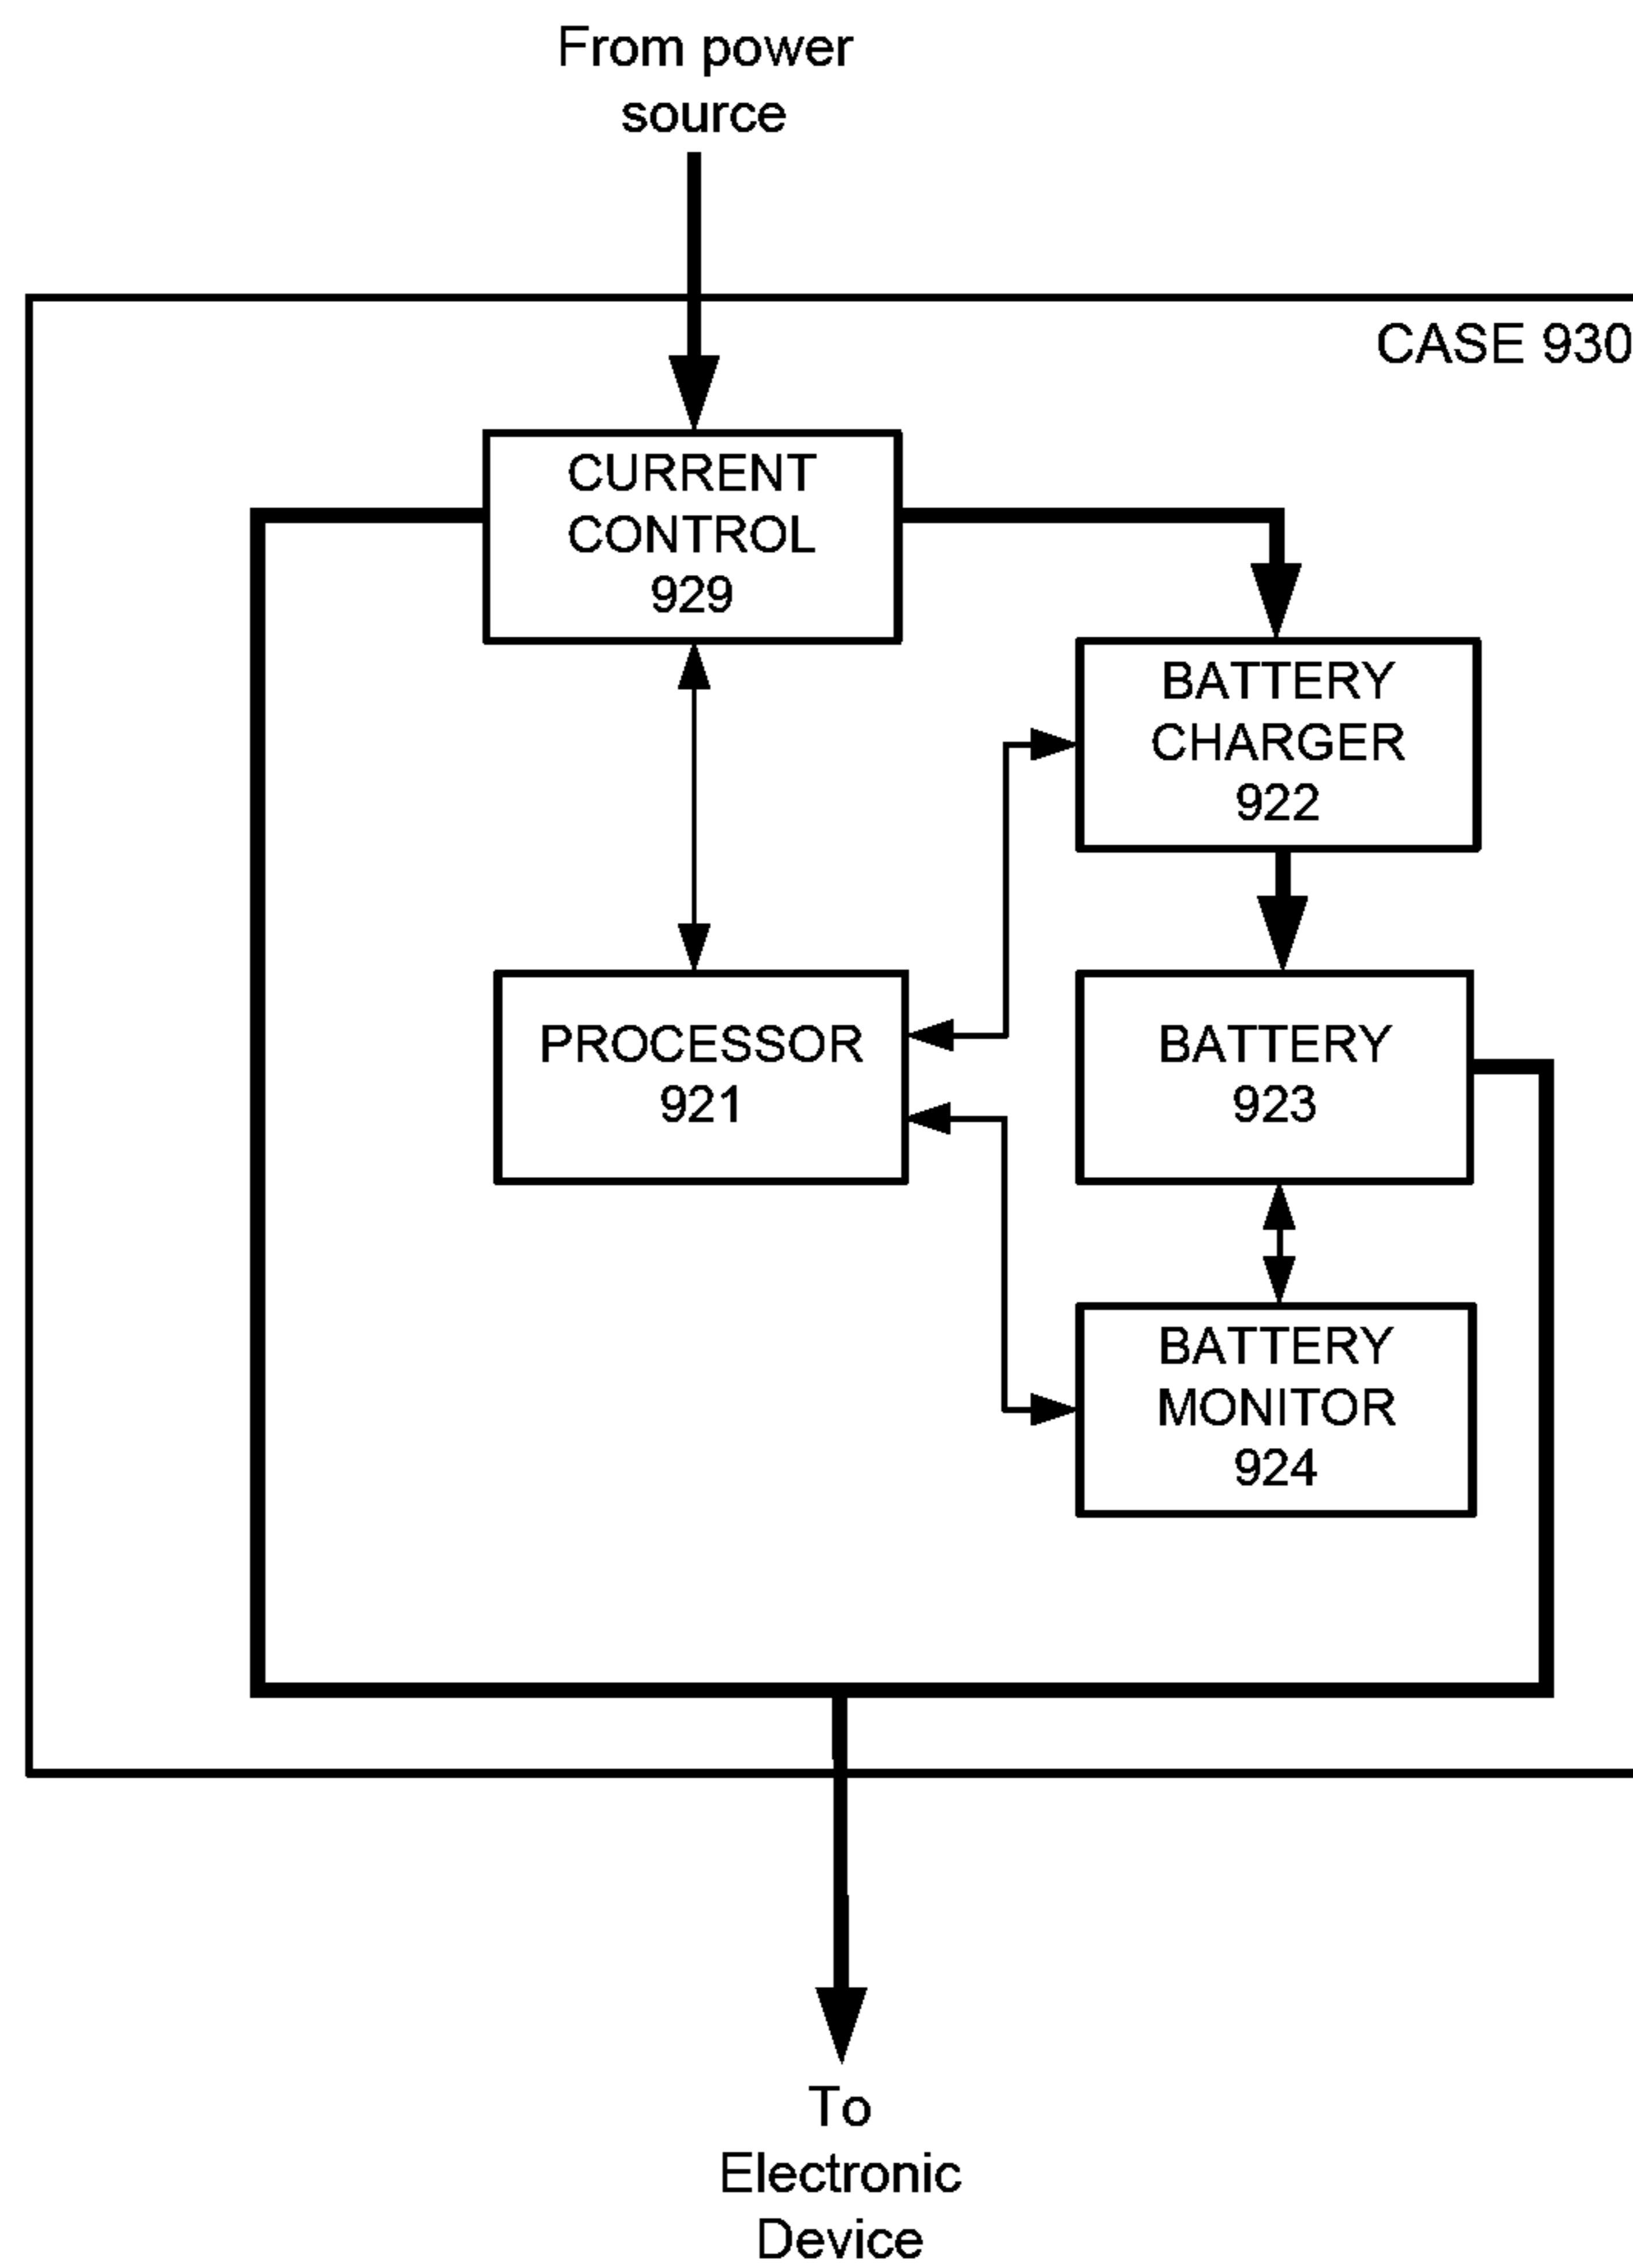 From power
source
CASE 930
CURRENT
CONTROL
929
BATTERY
CHARGER
922
PROCESSOR
921
BATTERY
923
BATTERY
MONITOR
924
To
Electronic
Device